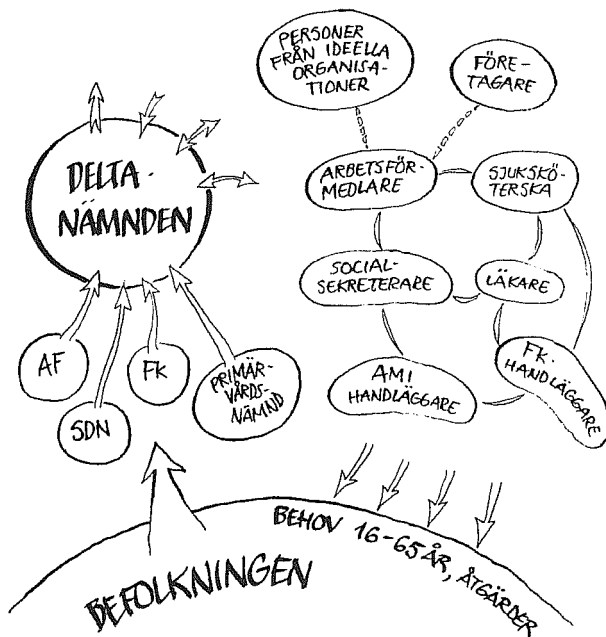 PERSONER
FRÅN IDEELLA
ORGANISA-
TIONER
FÖRE-
TAGARE
DELTA-
NÄMNDEN
ARBETSFÖR-
MEDLARE
SJUKSKÖ-
TERSKA
SOCIAL-
SEKRETERARE
LÄKARE
AF
SDN
FK
PRIMÄR-
VÅRDS-
NÄMND
AMI
HANDLÄGGARE
FK-
HANDLÄGGARE
BEHOV 16-65 ÅR, ÅTGÄRDER
BEFOLKNINGEN